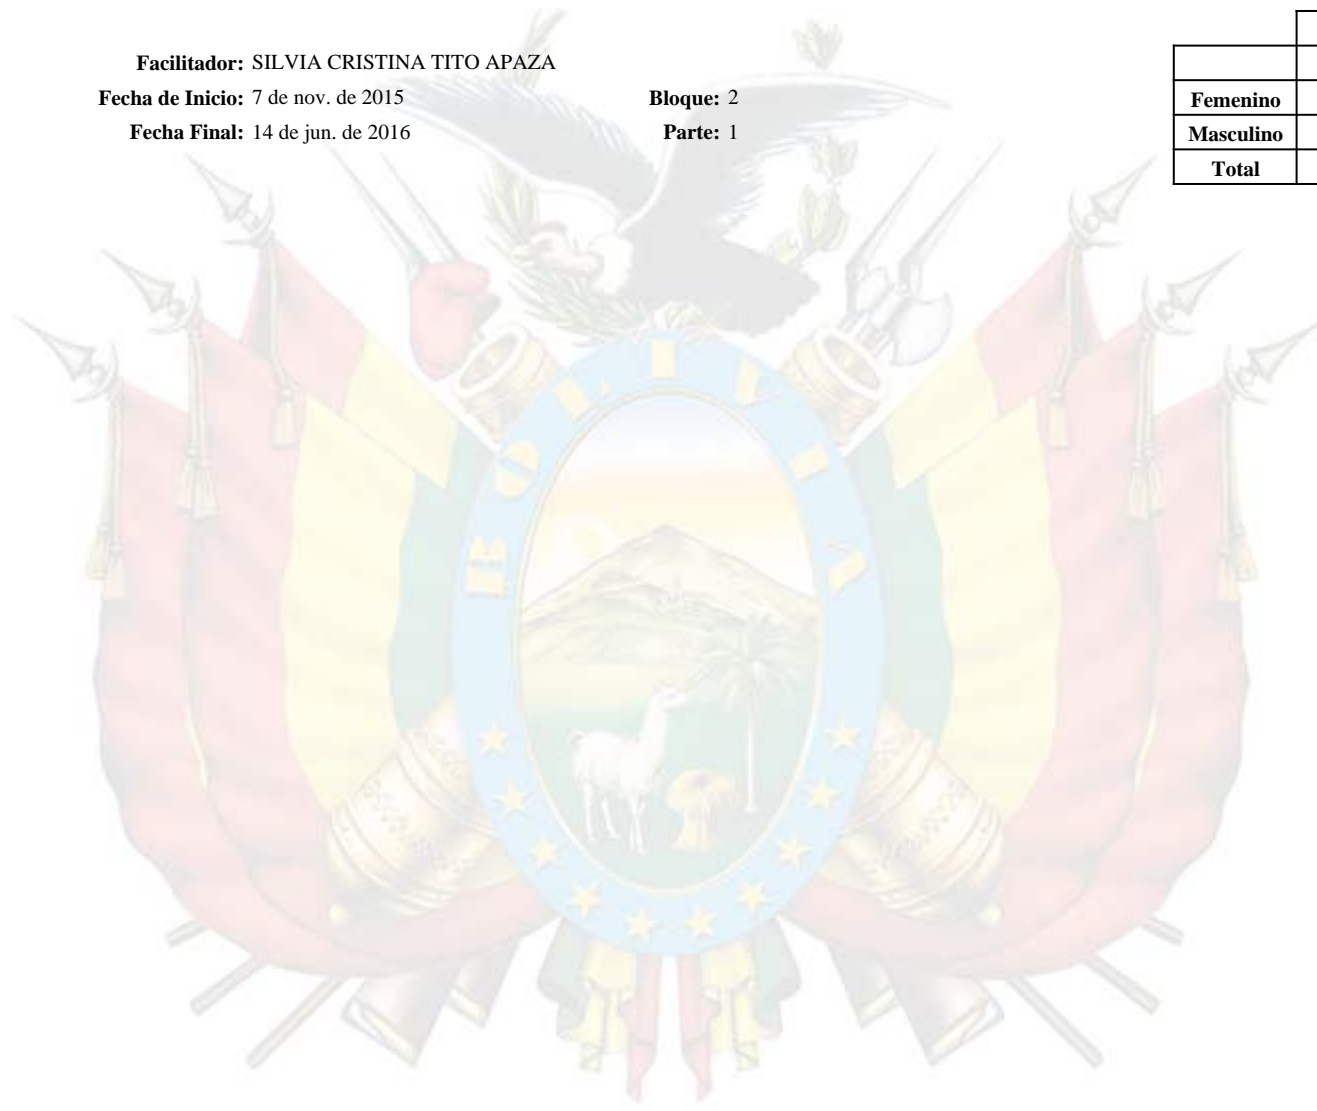 Facilitador: SILVIA CRISTINA TITO APAZA
Fecha de Inicio: 7 de nov. de 2015
Bloque: 2
Fecha Final: 14 de jun. de 2016
Parte: 1
Femenino
Masculino
Total
BOLIVIA